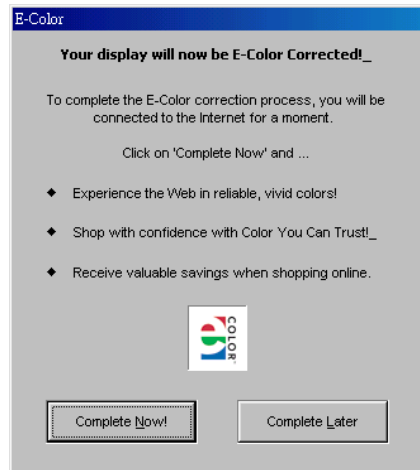 E-Color
Your display will now be E-Color Corrected!_
To complete the E-Color correction process, you will be
connected to the Internet for a moment.
Click on 'Complete Now' and ...
◆ Experience the Web in reliable, vivid colors!
◆ Shop with confidence with Color You Can Trust!_
◆ Receive valuable savings when shopping online.
COLOR
Complete Now!
Complete Later